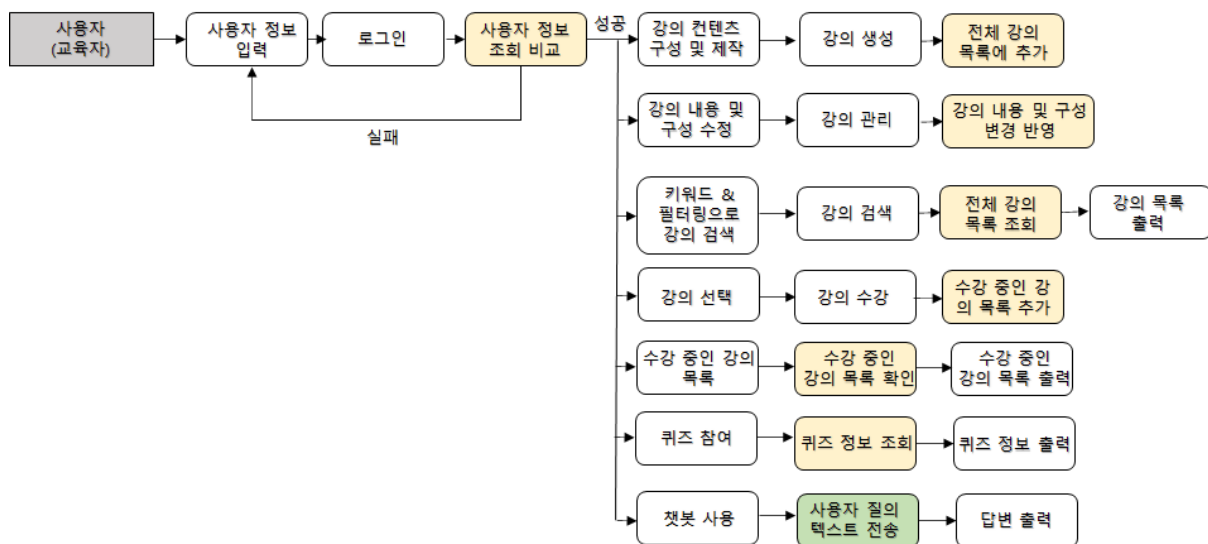 사용자
(교육자)
사용자 정보
입력
로그인
사용자 정보
조회 비교
성공
실패
강의 컨텐츠
구성 및 제작
강의 생성
전체 강의
목록에 추가
강의 내용 및
구성 수정
강의 관리
강의 내용 및 구성
변경 반영
키워드 &
필터링으로
강의 검색
강의 검색
전체 강의
목록 조회
강의 목록
출력
강의 선택
강의 수강
수강 중인 강
의 목록 추가
수강 중인 강의
목록
수강 중인
강의 목록 확인
수강 중인
강의 목록 출력
퀴즈 참여
퀴즈 정보 조회
퀴즈 정보 출력
챗봇 사용
사용자 질의
텍스트 전송
답변 출력